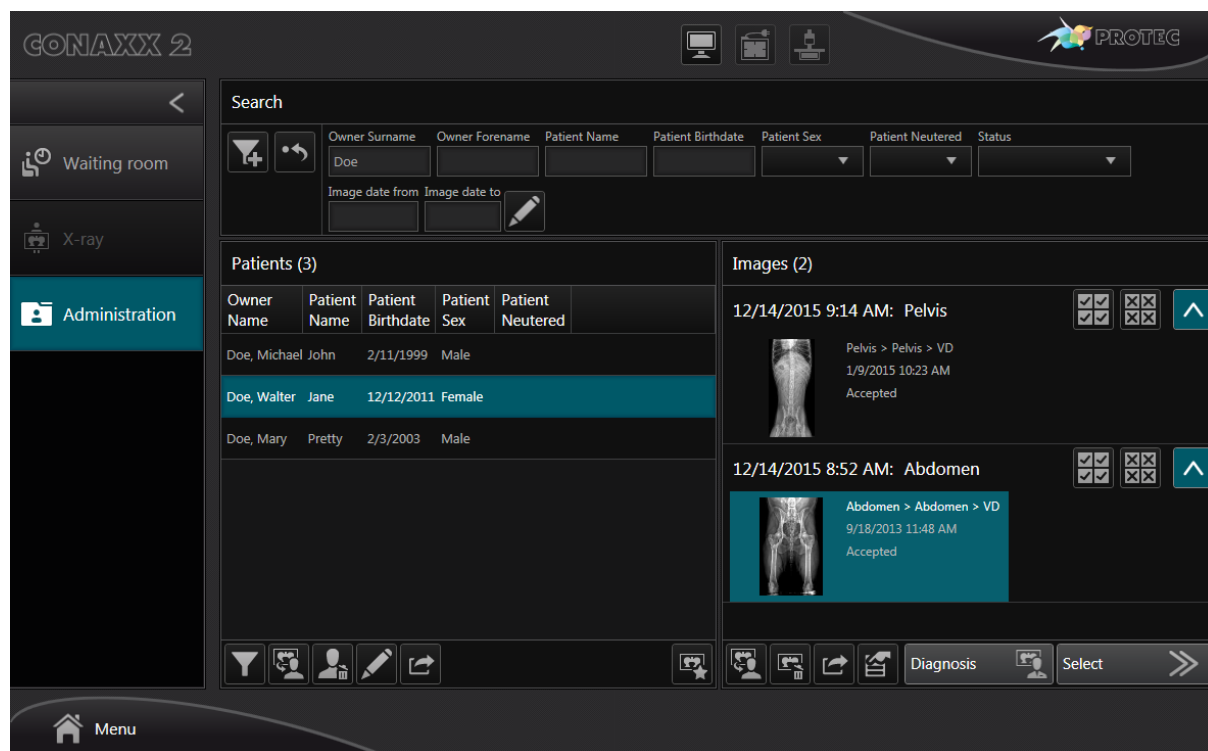 CONAXX 2
PROTEC
Search
Waiting room
X-ray
Administration
Owner Surname Owner Forename Patient Name Patient Birthdate Patient Sex Patient Neutered Status
Doe
Image date from Image date to
Patients (3)
Owner Name Patient Name Patient Birthdate Patient Sex Patient Neutered
Doe, Michael John 2/11/1999 Male
Doe, Walter Jane 12/12/2011 Female
Doe, Mary Pretty 2/3/2003 Male
Images (2)
12/14/2015 9:14 AM: Pelvis
Pelvis > Pelvis > VD
1/9/2015 10:23 AM
Accepted
12/14/2015 8:52 AM: Abdomen
Abdomen > Abdomen > VD
9/18/2013 11:48 AM
Accepted
Diagnosis
Select
Menu